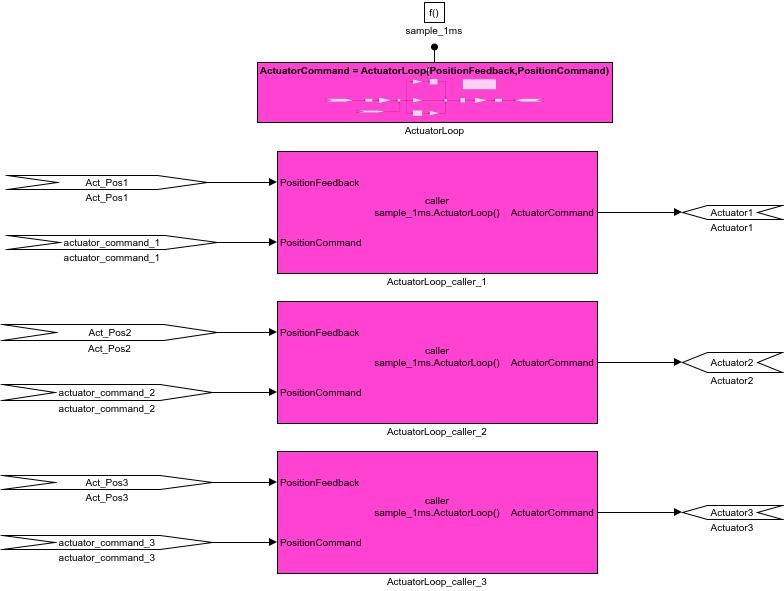 f()
sample_1ms
ActuatorCommand = ActuatorLoop(PositionFeedback,PositionCommand)
ActuatorLoop
Act_Pos1
Act_Pos1
PositionFeedback
caller
sample_1ms.ActuatorLoop()
ActuatorCommand
Actuator1
Actuator1
actuator_command_1
actuator_command_1
PositionCommand
ActuatorLoop_caller_1
Act_Pos2
Act_Pos2
PositionFeedback
caller
sample_1ms.ActuatorLoop()
ActuatorCommand
Actuator2
Actuator2
actuator_command_2
actuator_command_2
PositionCommand
ActuatorLoop_caller_2
Act_Pos3
Act_Pos3
PositionFeedback
caller
sample_1ms.ActuatorLoop()
ActuatorCommand
Actuator3
Actuator3
actuator_command_3
actuator_command_3
PositionCommand
ActuatorLoop_caller_3